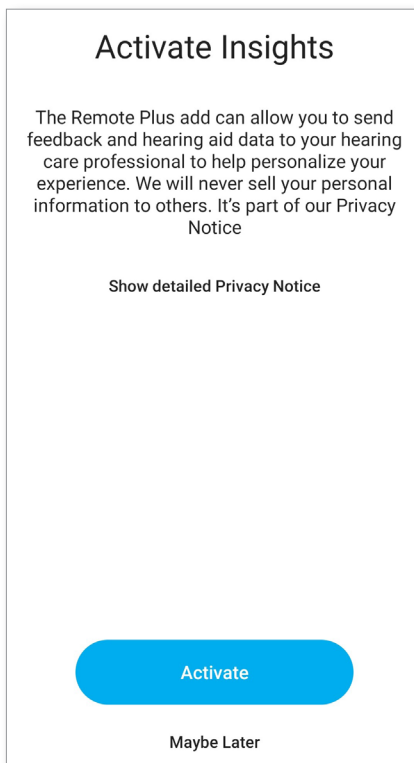 Activate Insights
The Remote Plus add can allow you to send
feedback and hearing aid data to your hearing
care professional to help personalize your
experience. We will never sell your personal
information to others. It’s part of our Privacy
Notice
Show detailed Privacy Notice
Activate
Maybe Later